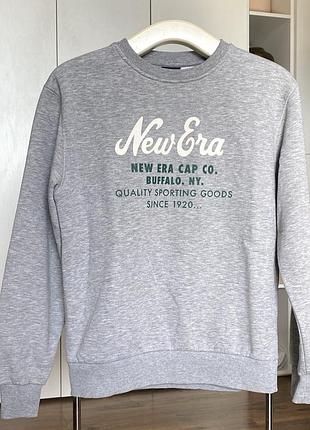 New Era
NEW ERA CAP CO.
BUFFALO, NY.
QUALITY SPORTING GOODS
SINCE 1920...